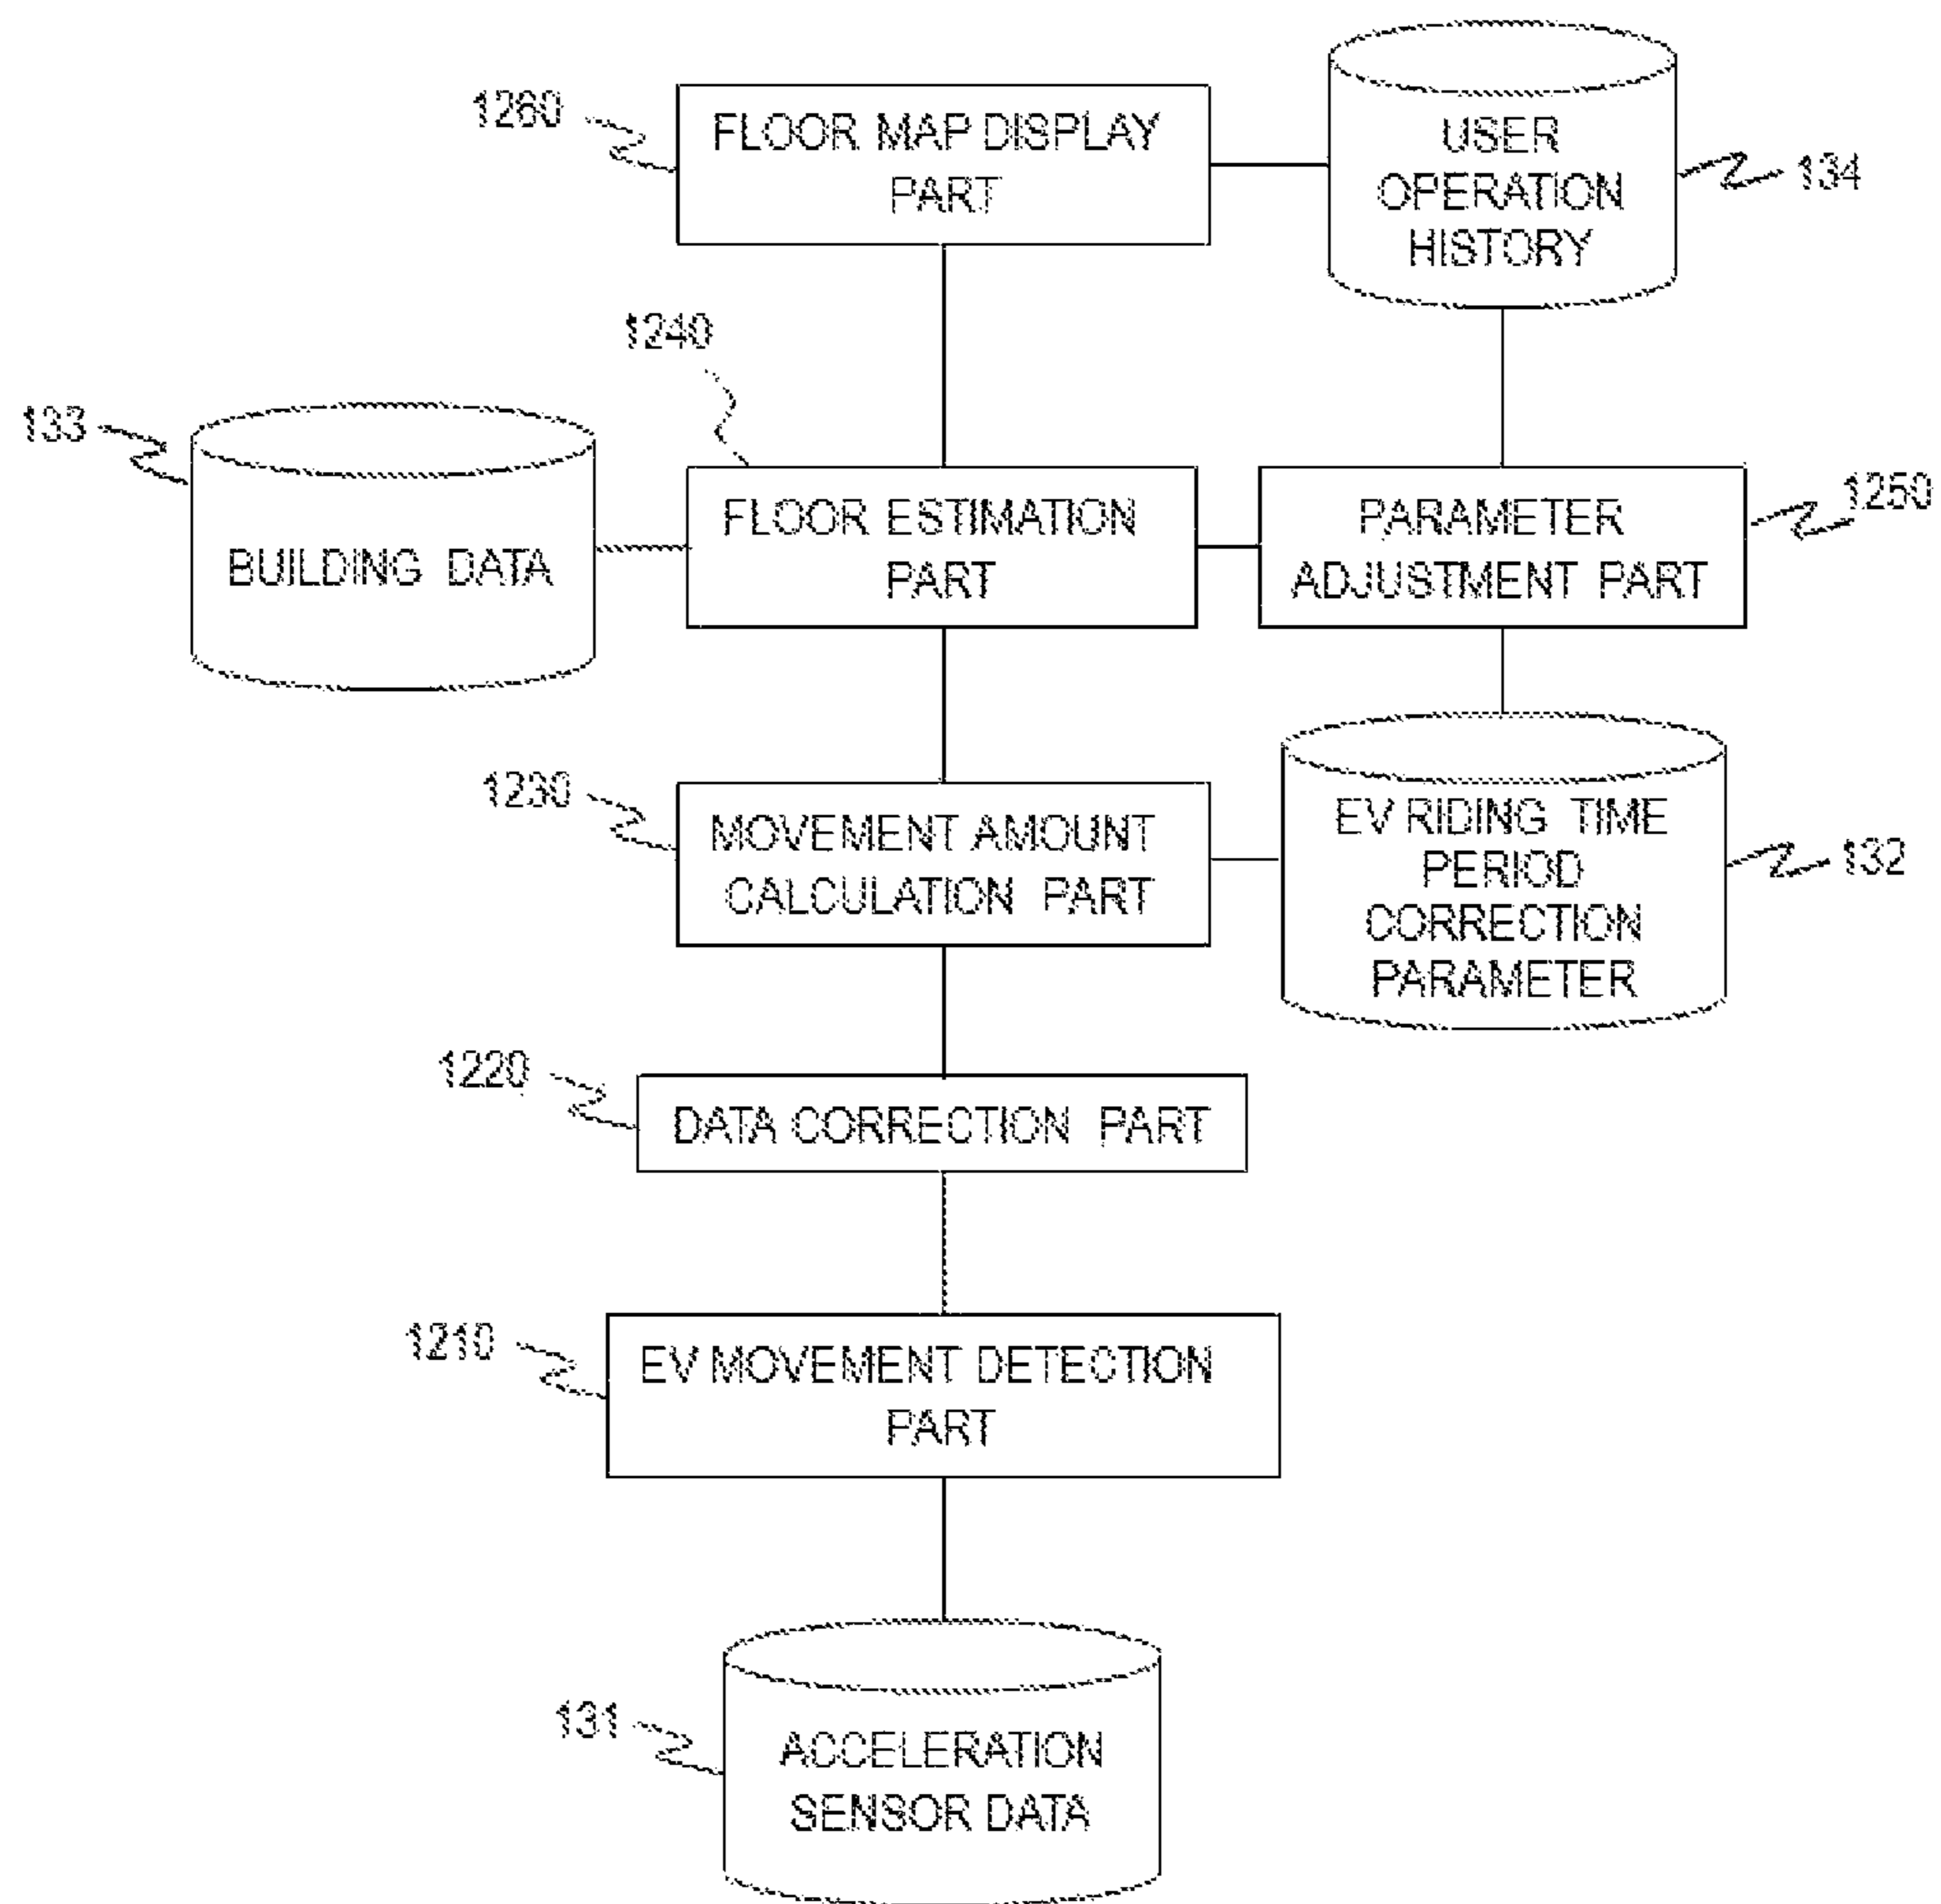 1260
FLOOR MAP DISPLAY
PART
USER
OPERATION
HISTORY
134
1240
133
BUILDING DATA
FLOOR ESTIMATION
PART
PARAMETER
ADJUSTMENT PART
1250
1230
MOVEMENT AMOUNT
CALCULATION PART
EV RIDING TIME
PERIOD
CORRECTION
PARAMETER
132
1220
DATA CORRECTION PART
1210
EV MOVEMENT DETECTION
PART
131
ACCELERATION
SENSOR DATA